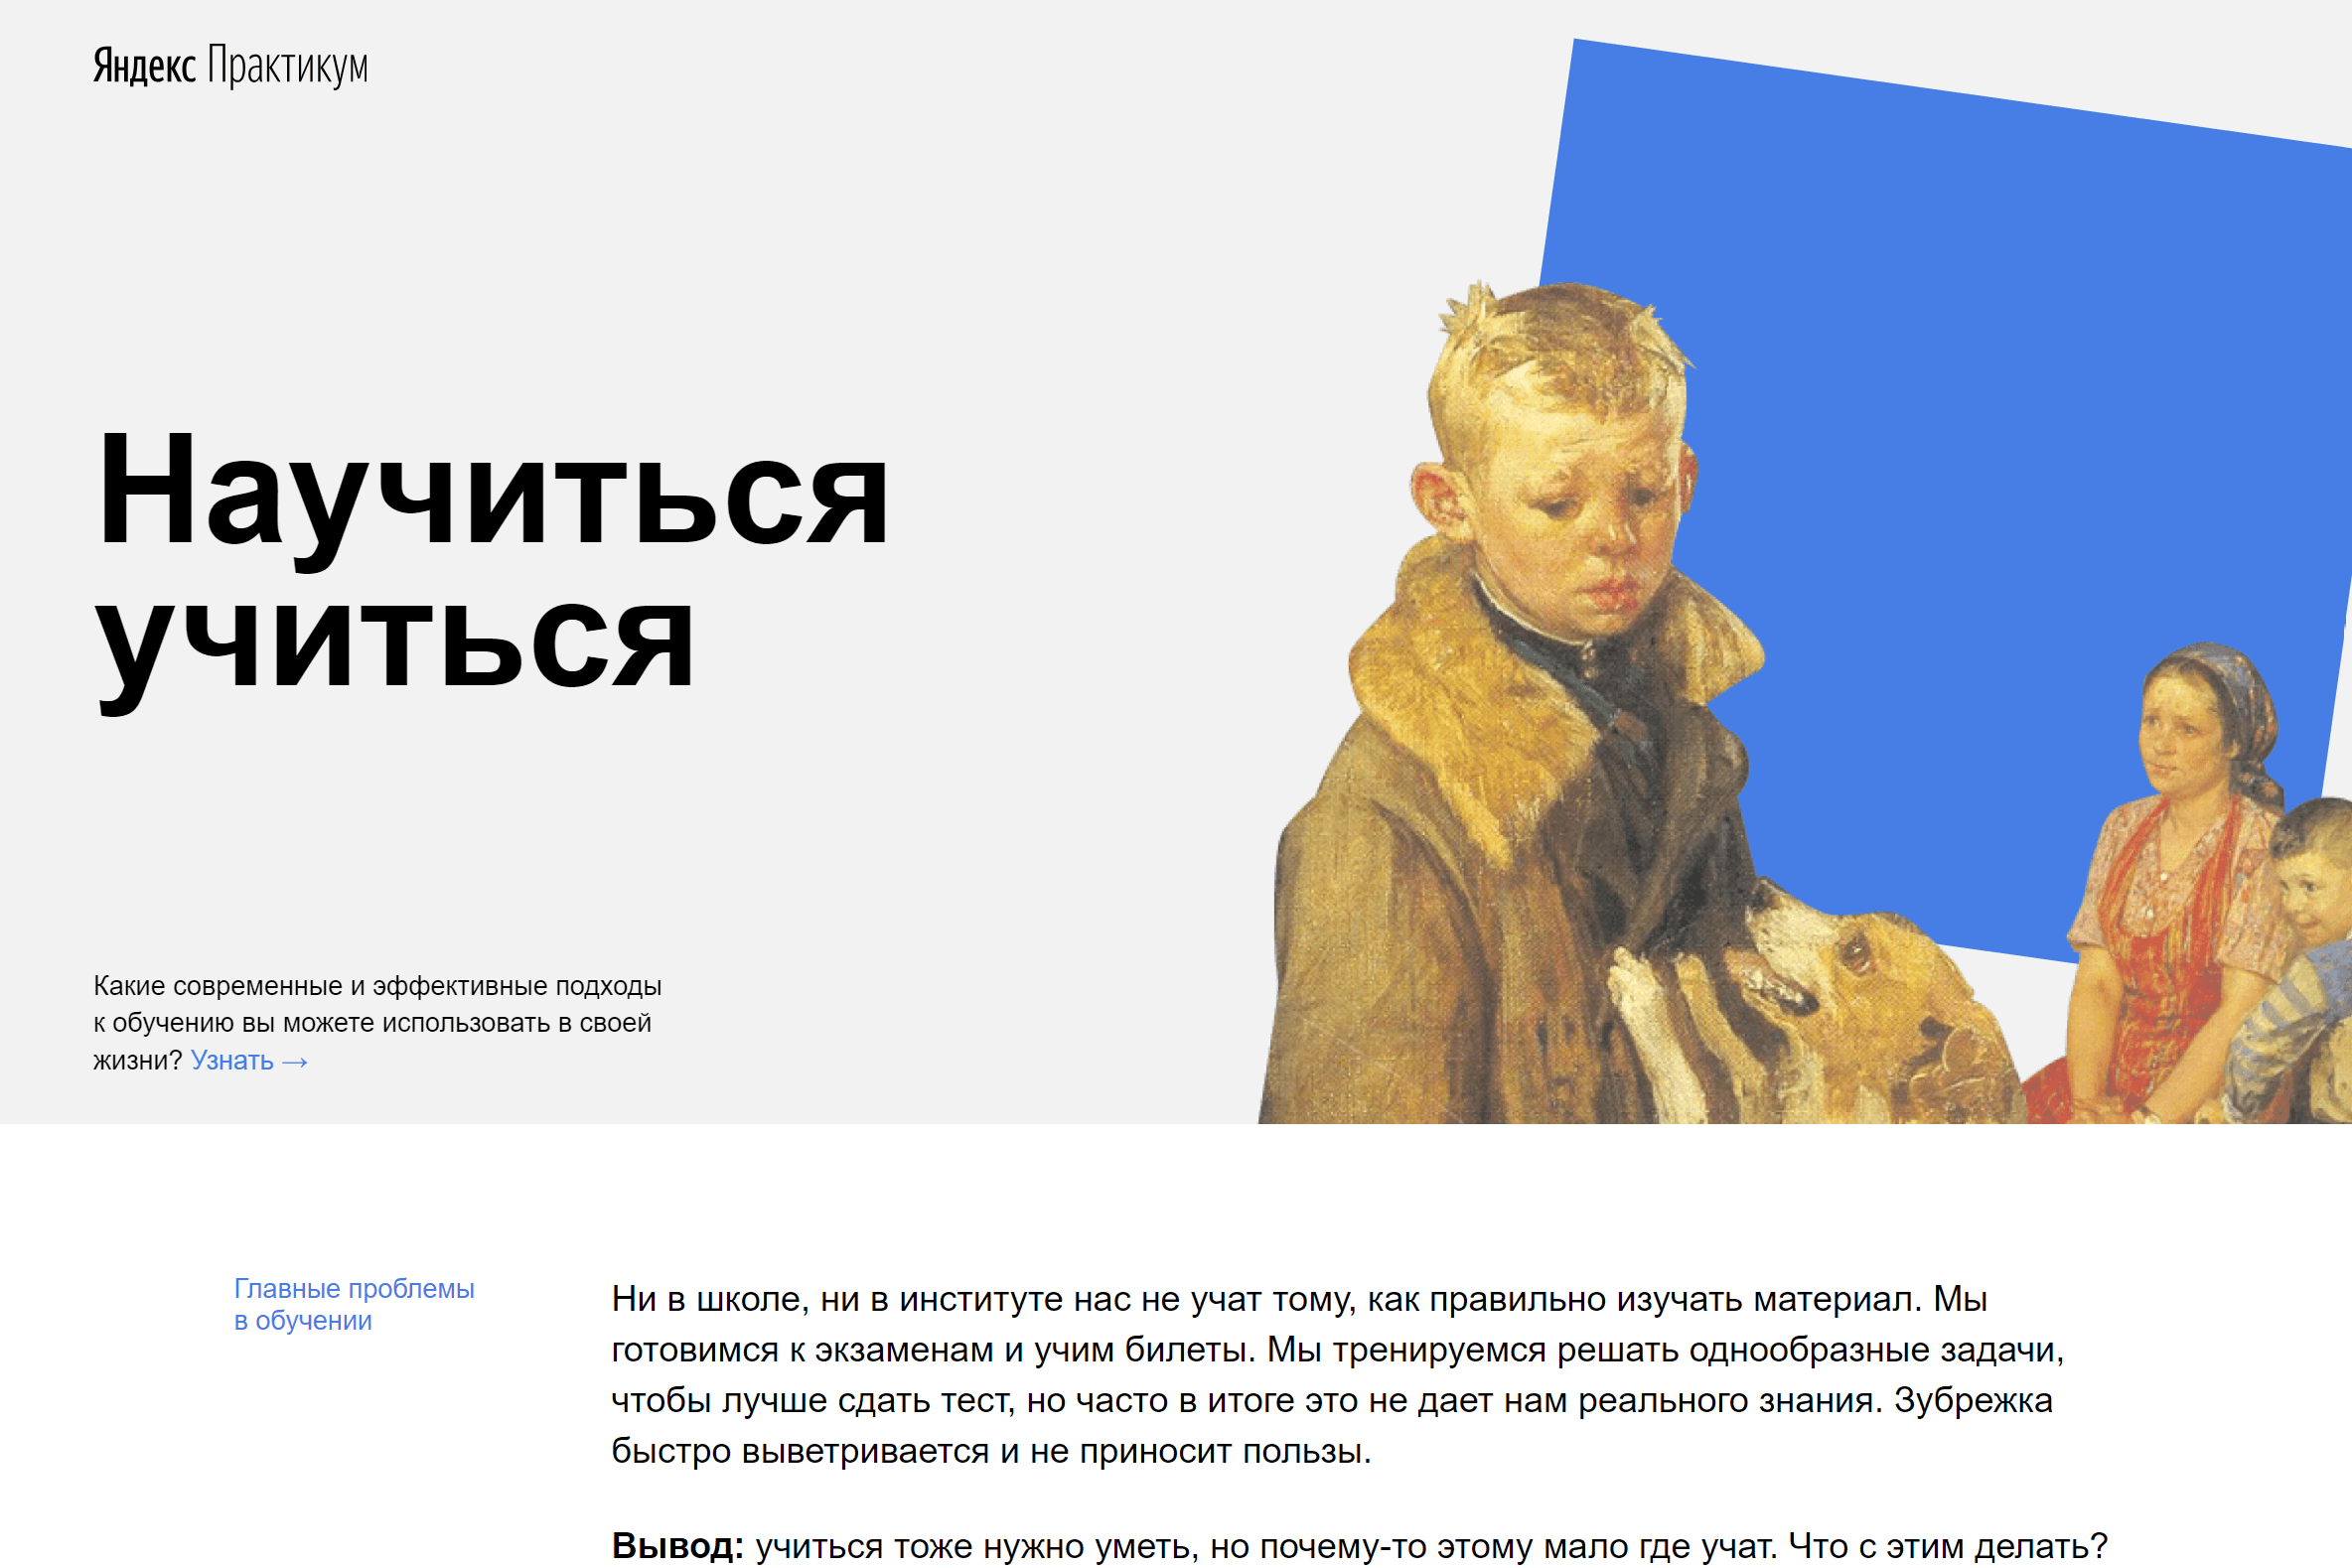 Яндекс Практикум
Научиться
учиться
Какие современные и эффективные подходы
к обучению вы можете использовать в своей
жизни? Узнать →
Главные проблемы
в обучении
Ни в школе, ни в институте нас не учат тому, как правильно изучать материал. Мы
готовимся к экзаменам и учим билеты. Мы тренируемся решать однообразные задачи,
чтобы лучше сдать тест, но часто в итоге это не дает нам реального знания. Зубрежка
быстро выветривается и не приносит пользы.
Вывод: учиться тоже нужно уметь, но почему-то этому мало где учат. Что с этим делать?